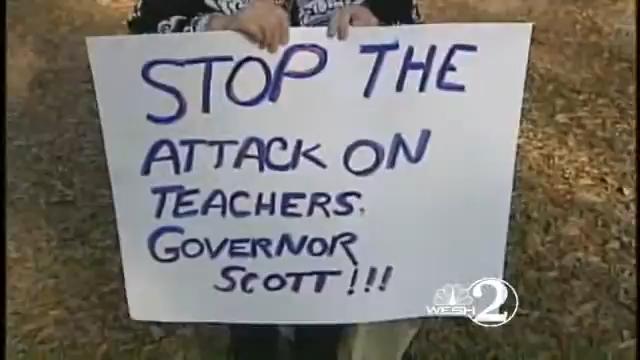 STOP THE
ATTACK ON
TEACHERS.
GOVERNOR
SCOTT!!!
WESH 2